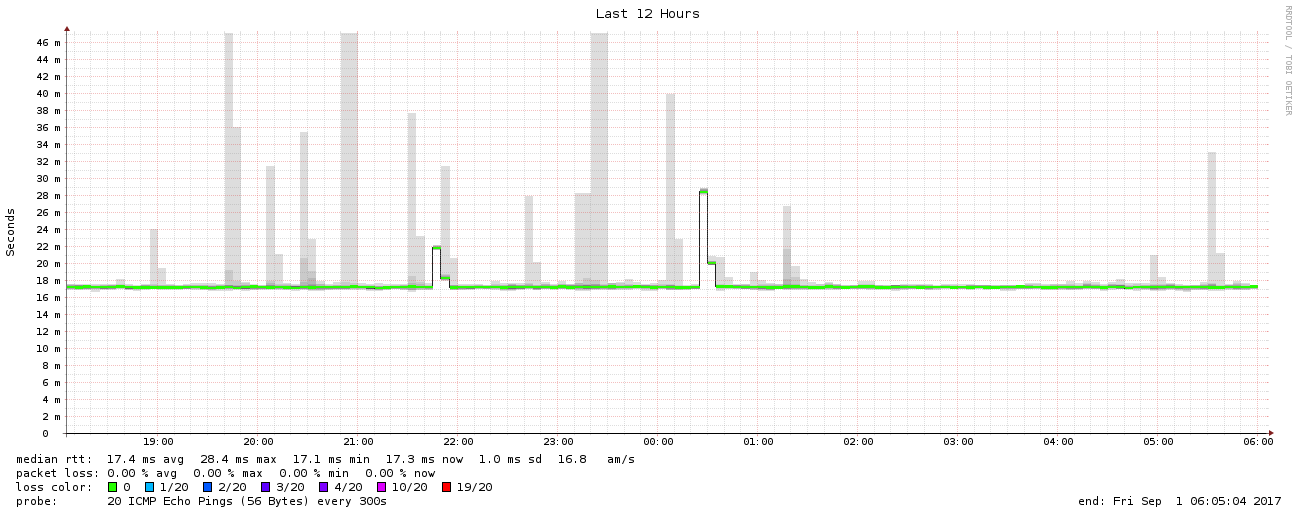 Last 12 Hours
RRDTOOL / TOBI OETIKER
Seconds
46 m
44 m
42 m
40 m
38 m
36 m
34 m
32 m
30 m
28 m
26 m
24 m
22 m
20 m
18 m
16 m
14 m
12 m
10 m
8 m
6 m
4 m
2 m
0
19:00 20:00 21:00 22:00 23:00 00:00 01:00 02:00 03:00 04:00 05:00 06:00
median rtt: 17.4 ms avg 28.4 ms max 17.1 ms min 17.3 ms now 1.0 ms sd 16.8 am/s
packet loss: 0.00 % avg 0.00 % max 0.00 % min 0.00 % now
loss color: 0 1/20 2/20 3/20 4/20 10/20 19/20
probe: 20 ICMP Echo Pings (56 Bytes) every 300s end: Fri Sep 1 06:05:04 2017